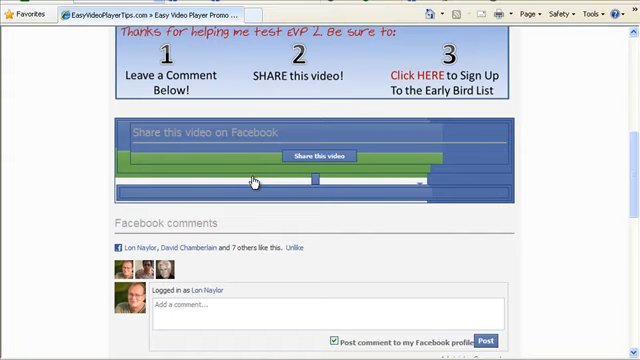 Favorites
EasyVideoPlayerTips.com » Easy Video Player Promo ...
Page
Safety
Tools
Thanks for helping me test EVP 2. Be sure to:
1
2
3
Leave a Comment
Below!
SHARE this video!
Click HERE to Sign Up
To the Early Bird List
Share this video on Facebook
Share this video
Facebook comments
Lon Naylor, David Chamberlain and 7 others like this. Unlike
Logged in as Lon Naylor
Add a comment...
Post comment to my Facebook profile
Post